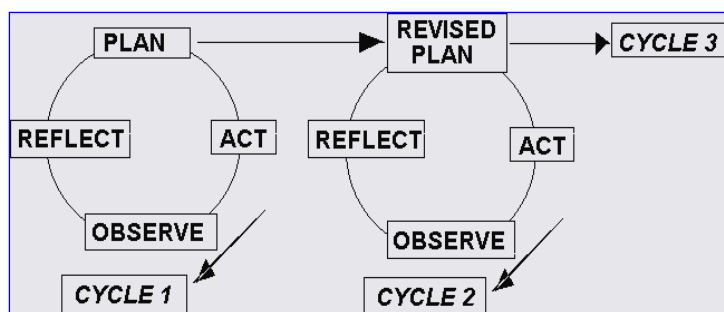 PLAN
REVISED
PLAN
CYCLE 3
REFLECT
ACT
REFLECT
ACT
OBSERVE
OBSERVE
CYCLE 1
CYCLE 2